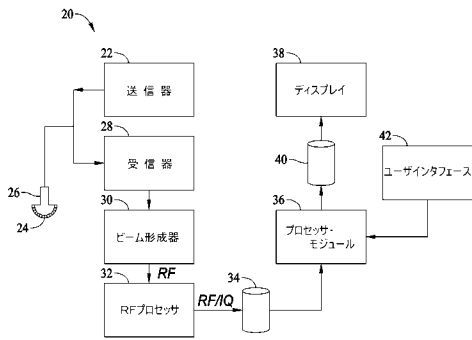 20
22
送信器
28
受信器
26
24
30
ビーム形成器
RF
32
RFプロセッサ
RF/IQ
34
38
ディスプレイ
40
42
ユーザインタフェース
36
プロセッサ・
モジュール